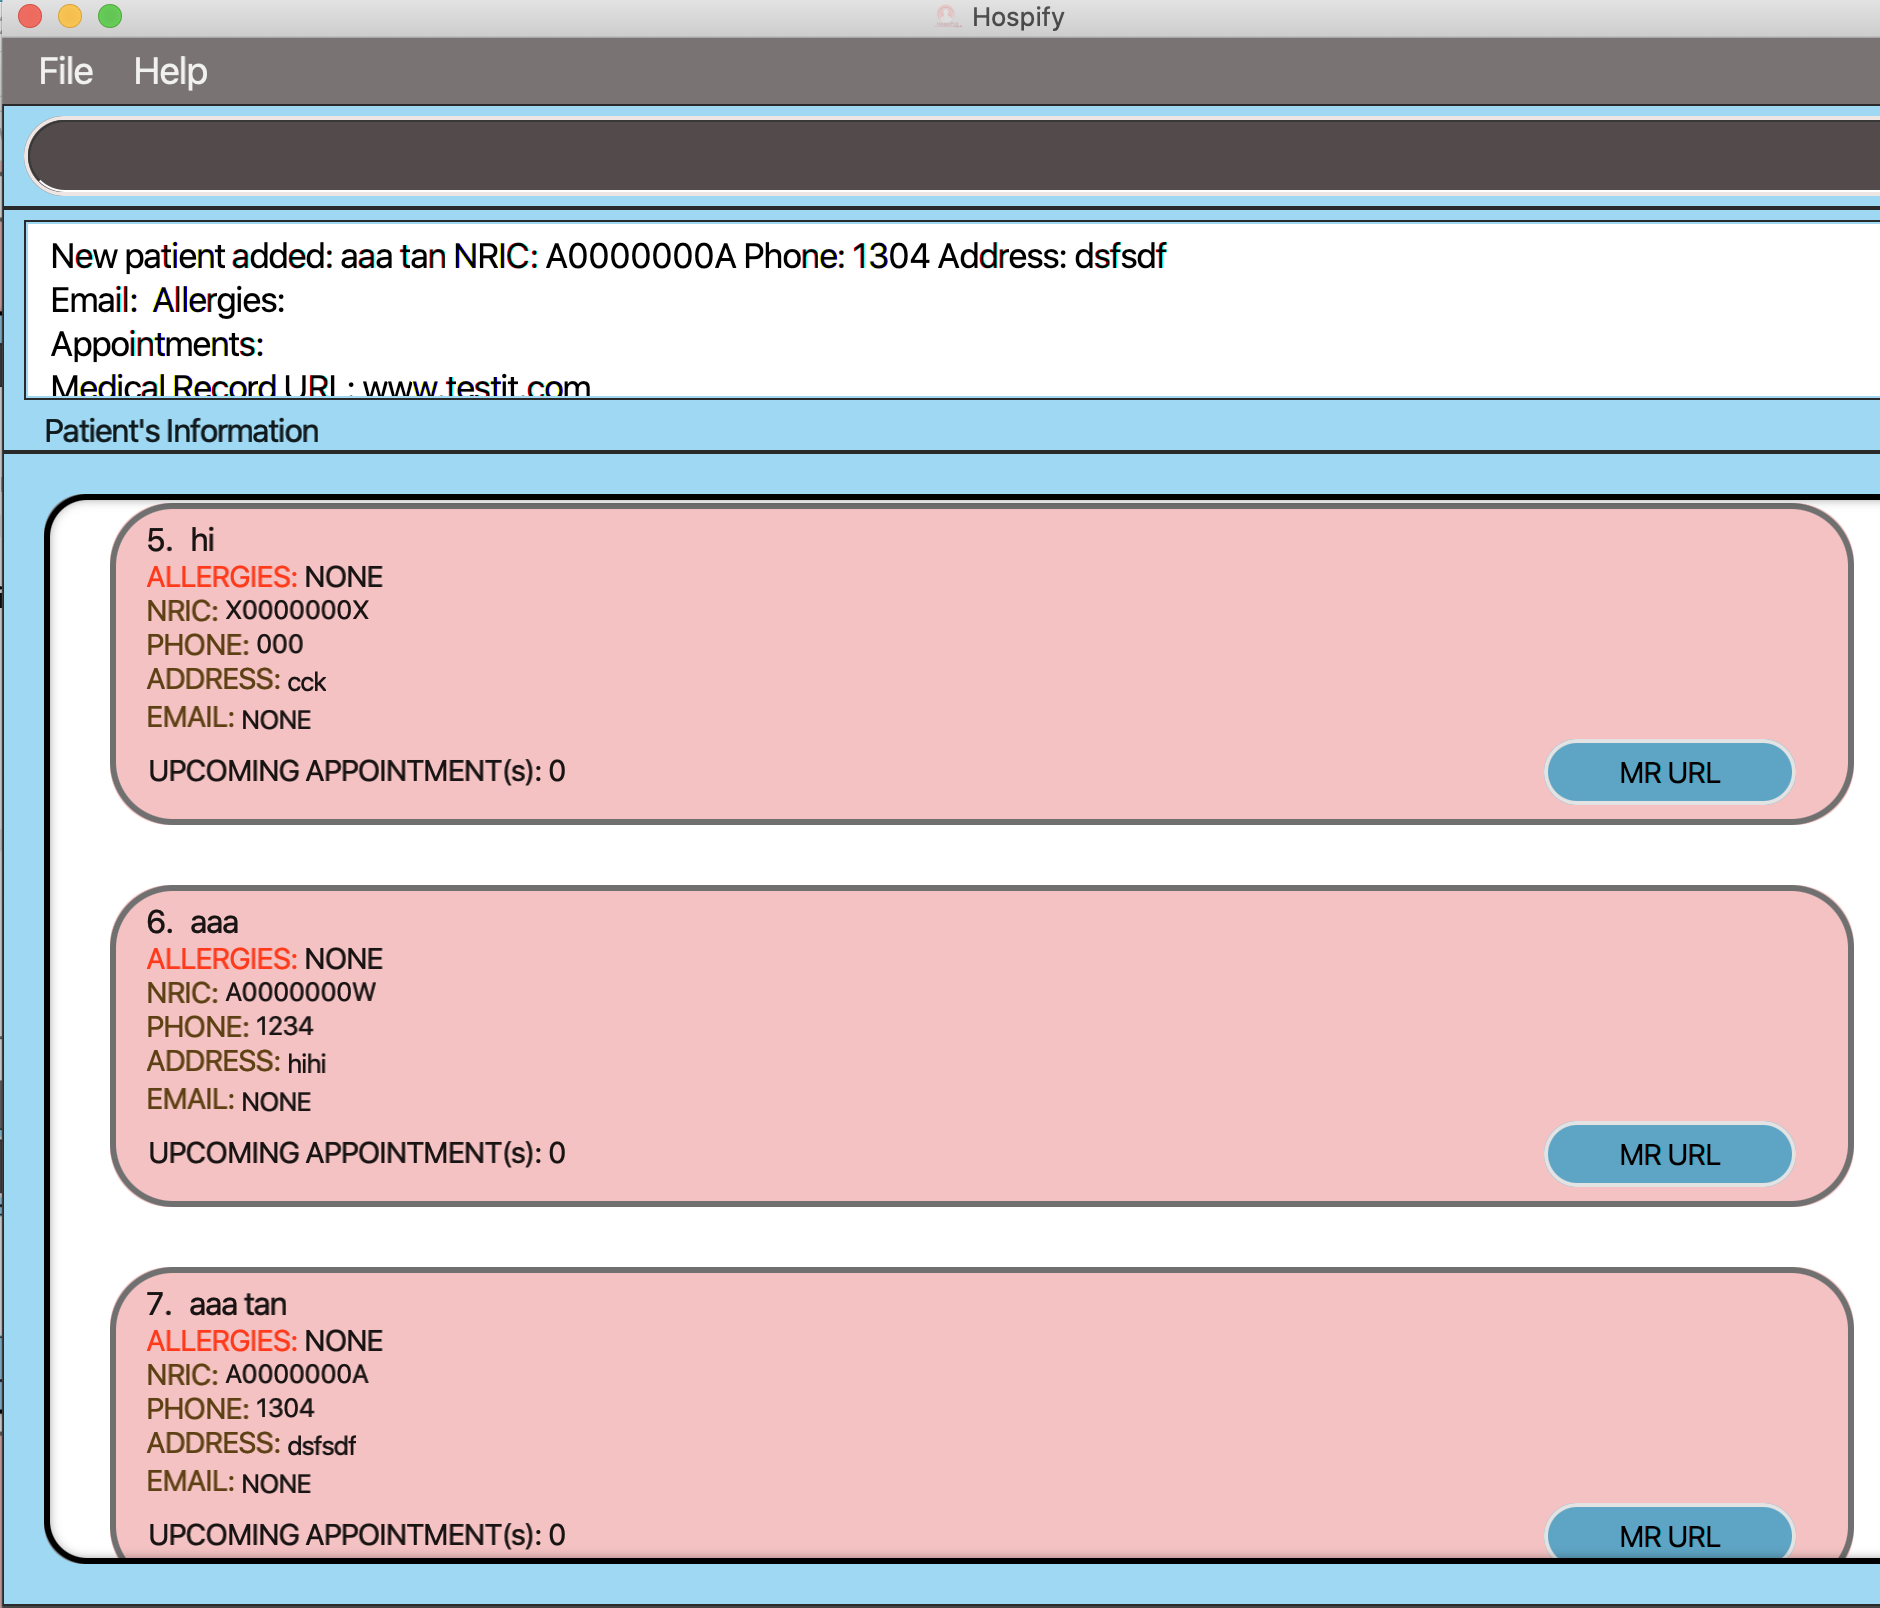 Hospify
File Help
New patient added: aaa tan NRIC: A0000000A Phone: 1304 Address: dsfsdf
Email: Allergies:
Appointments:
Medical Record URL: www.testit.com
Patient's Information
5. hi
ALLERGIES: NONE
NRIC: X0000000X
PHONE: 000
ADDRESS: cck
EMAIL: NONE
UPCOMING APPOINTMENT(s): 0
MR URL
6. aaa
ALLERGIES: NONE
NRIC: A0000000W
PHONE: 1234
ADDRESS: hihi
EMAIL: NONE
UPCOMING APPOINTMENT(s): 0
MR URL
7. aaa tan
ALLERGIES: NONE
NRIC: A0000000A
PHONE: 1304
ADDRESS: dsfsdf
EMAIL: NONE
UPCOMING APPOINTMENT(s): 0
MR URL